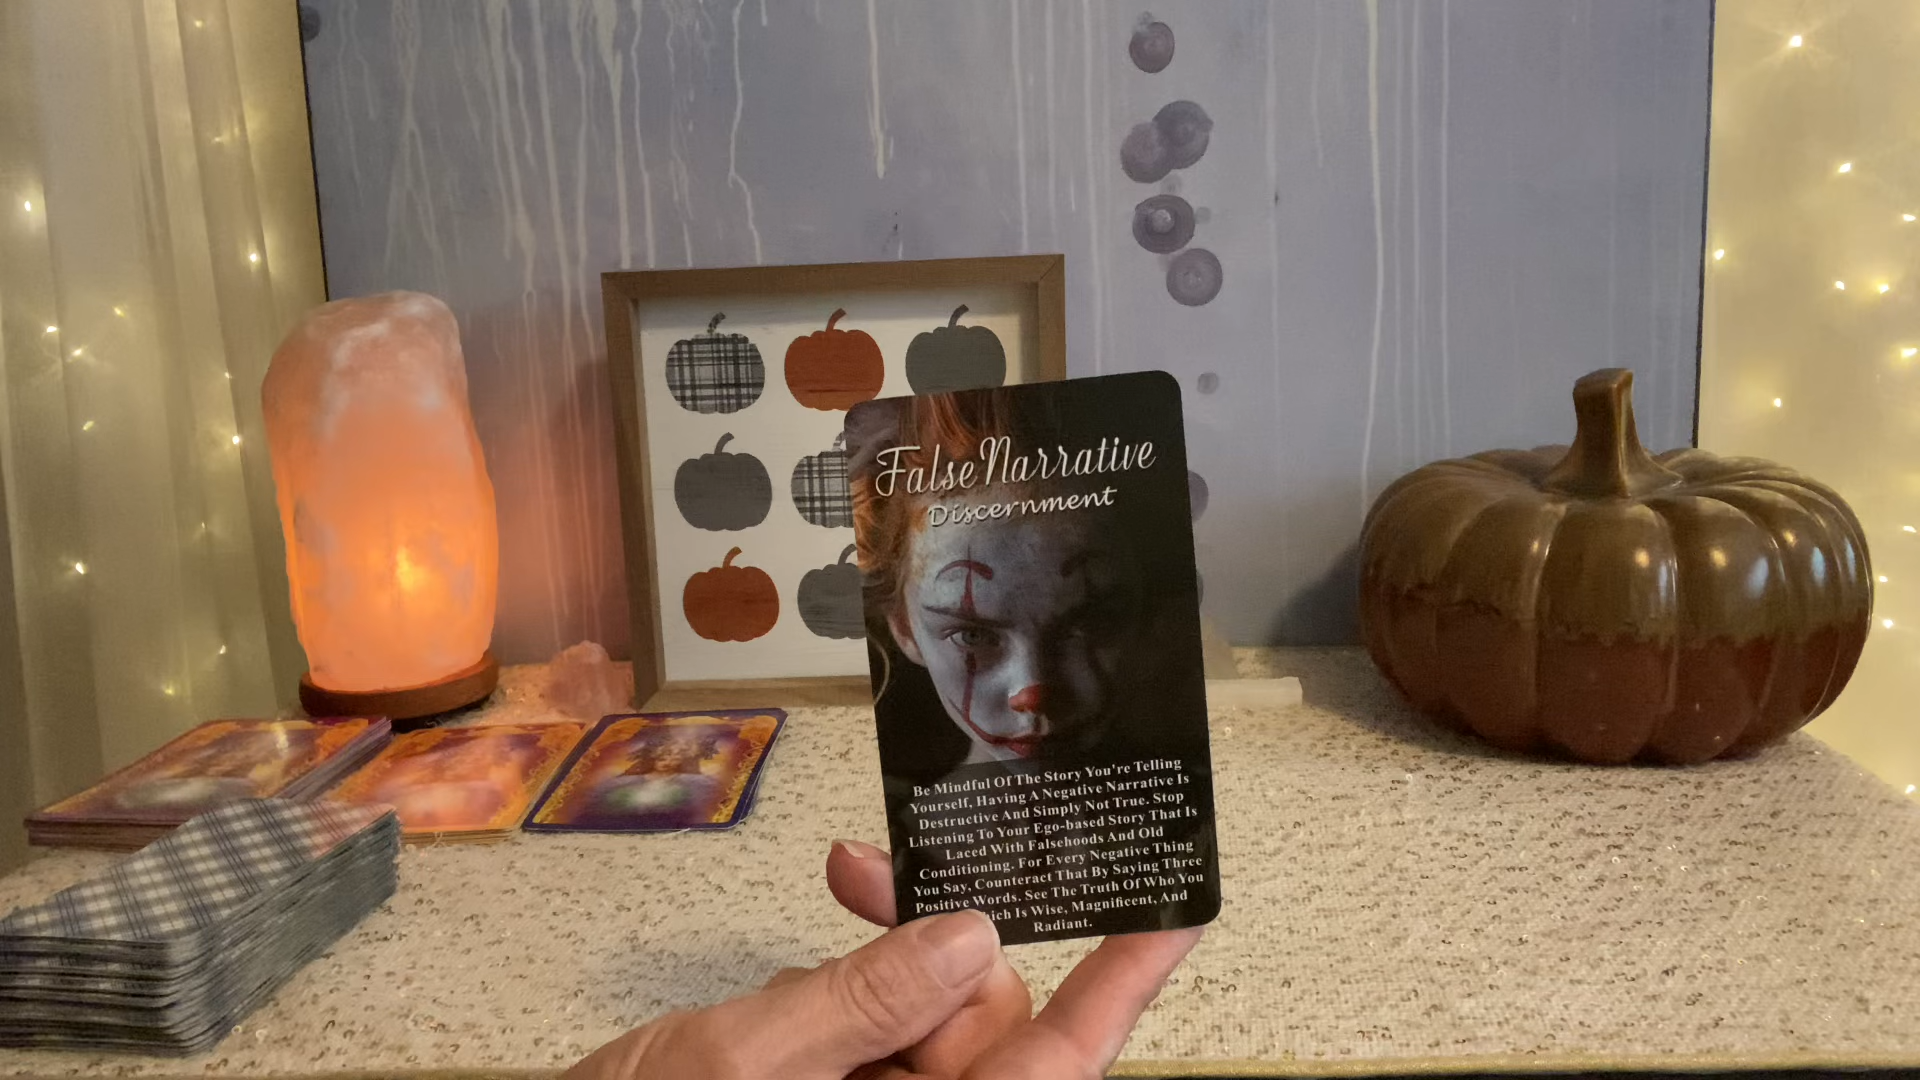 False Narrative
Discernment
Be Mindful Of The Story You're Telling
Yourself, Having A Negative Narrative Is
Destructive And Simply Not True. Stop
Listening To Your Ego-based Story That Is
Laced With Falsehoods And Old
Conditioning. For Every Negative Thing
You Say, Counteract That By Saying Three
Positive Words. See The Truth Of Who You
Is Wise, Magnificent, And
Radiant.